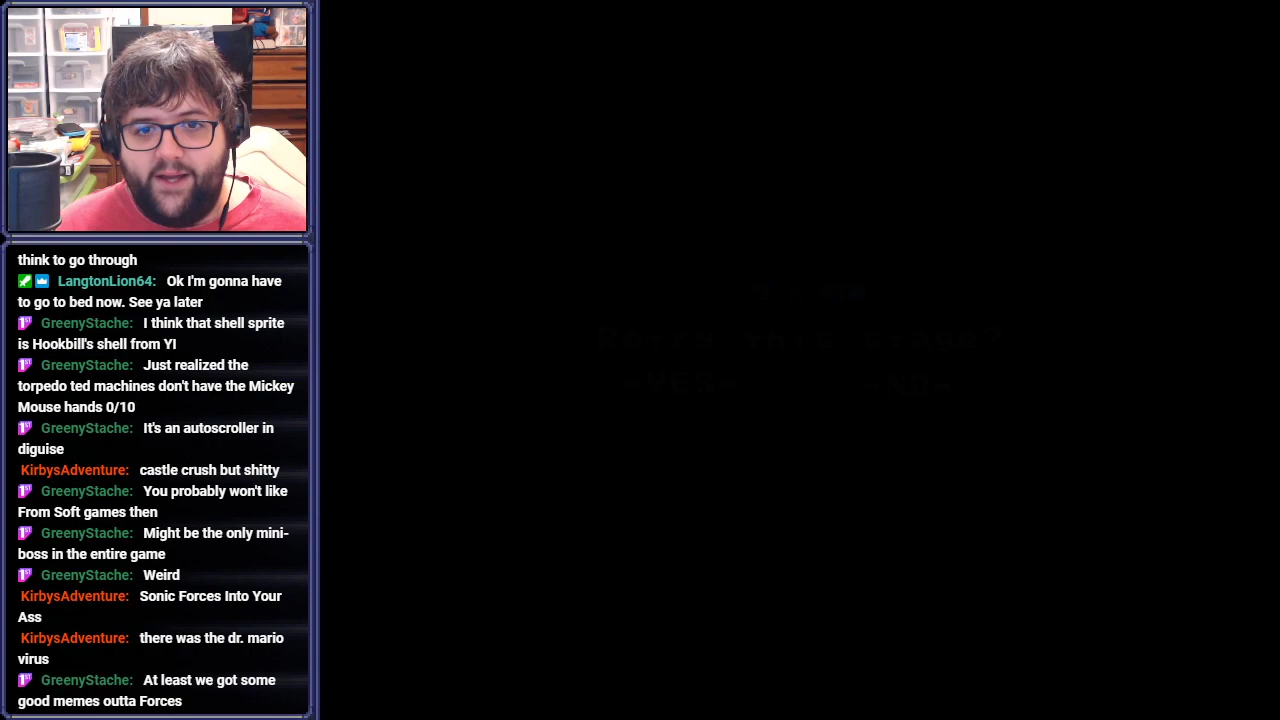 think to go through
LangtonLion64: Ok I'm gonna have
to go to bed now. See ya later
GreenyStache: I think that shell sprite
is Hookbill's shell from YI
GreenyStache: Just realized the
torpedo ted machines don't have the Mickey
Mouse hands 0/10
GreenyStache: It's an autoscroller in
diguise
KirbysAdventure: castle crush but shitty
GreenyStache: You probably won't like
From Soft games then
GreenyStache: Might be the only mini-
boss in the entire game
GreenyStache: Weird
KirbysAdventure: Sonic Forces Into Your
Ass
KirbysAdventure: there was the dr. mario
virus
GreenyStache: At least we got some
good memes outta Forces
Retry this stage?
-YES- -NO-